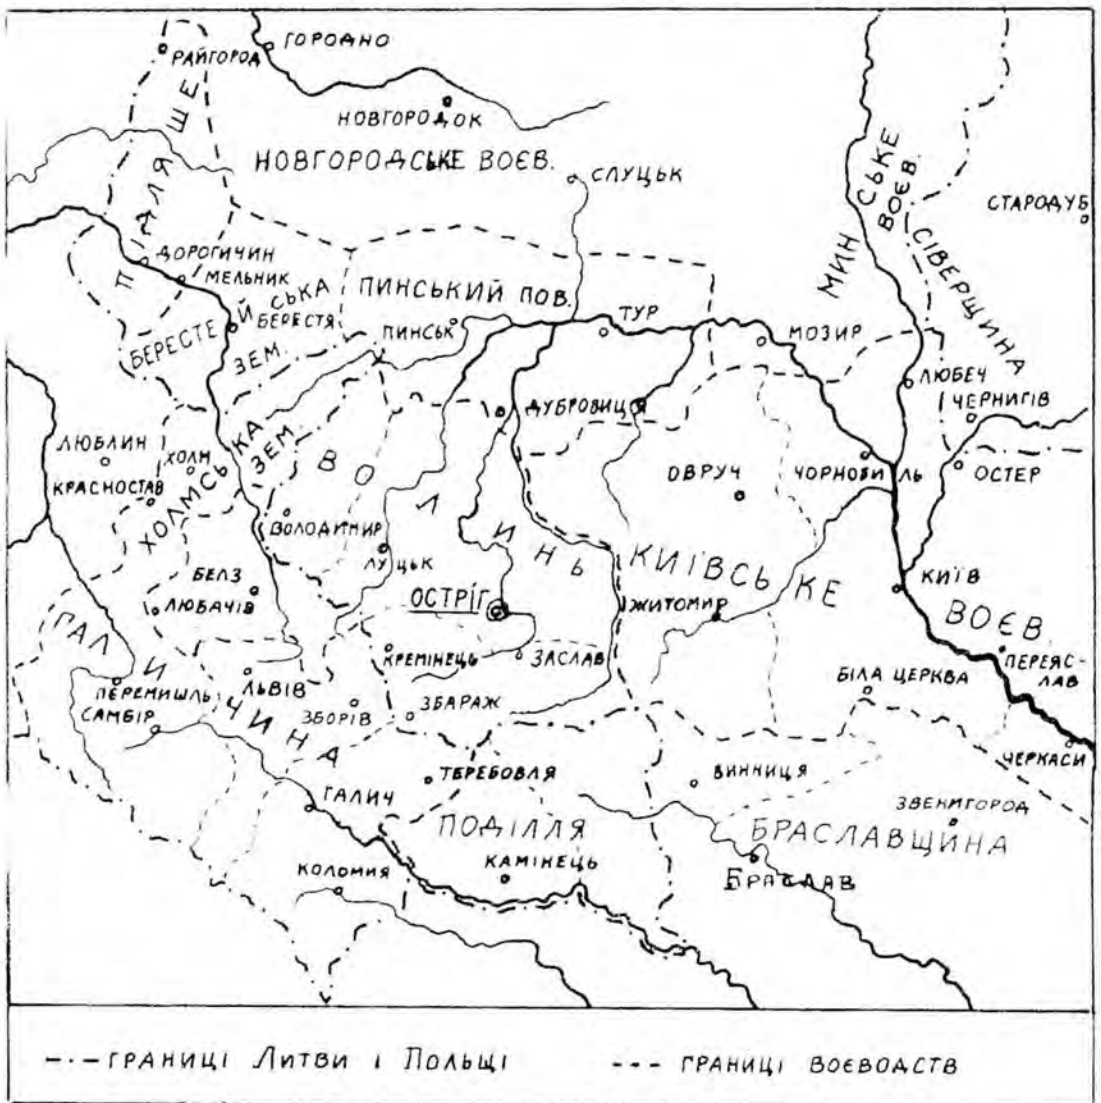 РАЙГОРОД
ГОРОДНО
НОВГОРОДОК
НОВГОРОДСЬКЕ ВОЄВ.
СЛУЦЬК
ПІДЛЯШЕ
МИНСЬКЕ ВОЄВ.
СТАРОДУБ
СІВЕРЩИНА
ДОРОГИЧИН
МЕЛЬНИК
БЕРЕСТЕЙСЬКА ЗЕМ.
БЕРЕСТЯ
ПИНСЬКИЙ ПОВ.
ПИНСЬК
ТУР
МОЗИР
ЛЮБЕЧ
ЧЕРНИГІВ
ДУБРОВИЦЯ
ЛЮБЛИН
ХОЛМ
КРАСНОСТАВ
ХОЛМСЬКА ЗЕМ.
ВОЛИНЬ
ОВРУЧ
ЧОРНОБИЛЬ
ОСТЕР
ВОЛОДИМИР
ЛУЦЬК
КИЇВСЬКЕ ВОЄВ.
КИЇВ
БЕЛЗ
ЛЮБАЧІВ
ОСТРІГ
ЖИТОМИР
ГАЛИЧИНА
КРЕМІНЕЦЬ
ЗАСЛАВ
ПЕРЕЯС-
ЛАВ
ПЕРЕМИШЛЬ
ЛЬВІВ
БІЛА ЦЕРКВА
САМБІР
ЗБОРІВ
ЗБАРАЖ
ЧЕРКАСИ
ТЕРЕБОВЛЯ
ВИННИЦЯ
ГАЛИЧ
ЗВЕНИГОРОД
ПОДІЛЛЯ
БРАСЛАВЩИНА
КАМІНЕЦЬ
КОЛОМИЯ
БРАСЛАВ
ГРАНИЦІ ЛИТВИ І ПОЛЬЩІ
ГРАНИЦІ ВОЄВОДСТВ